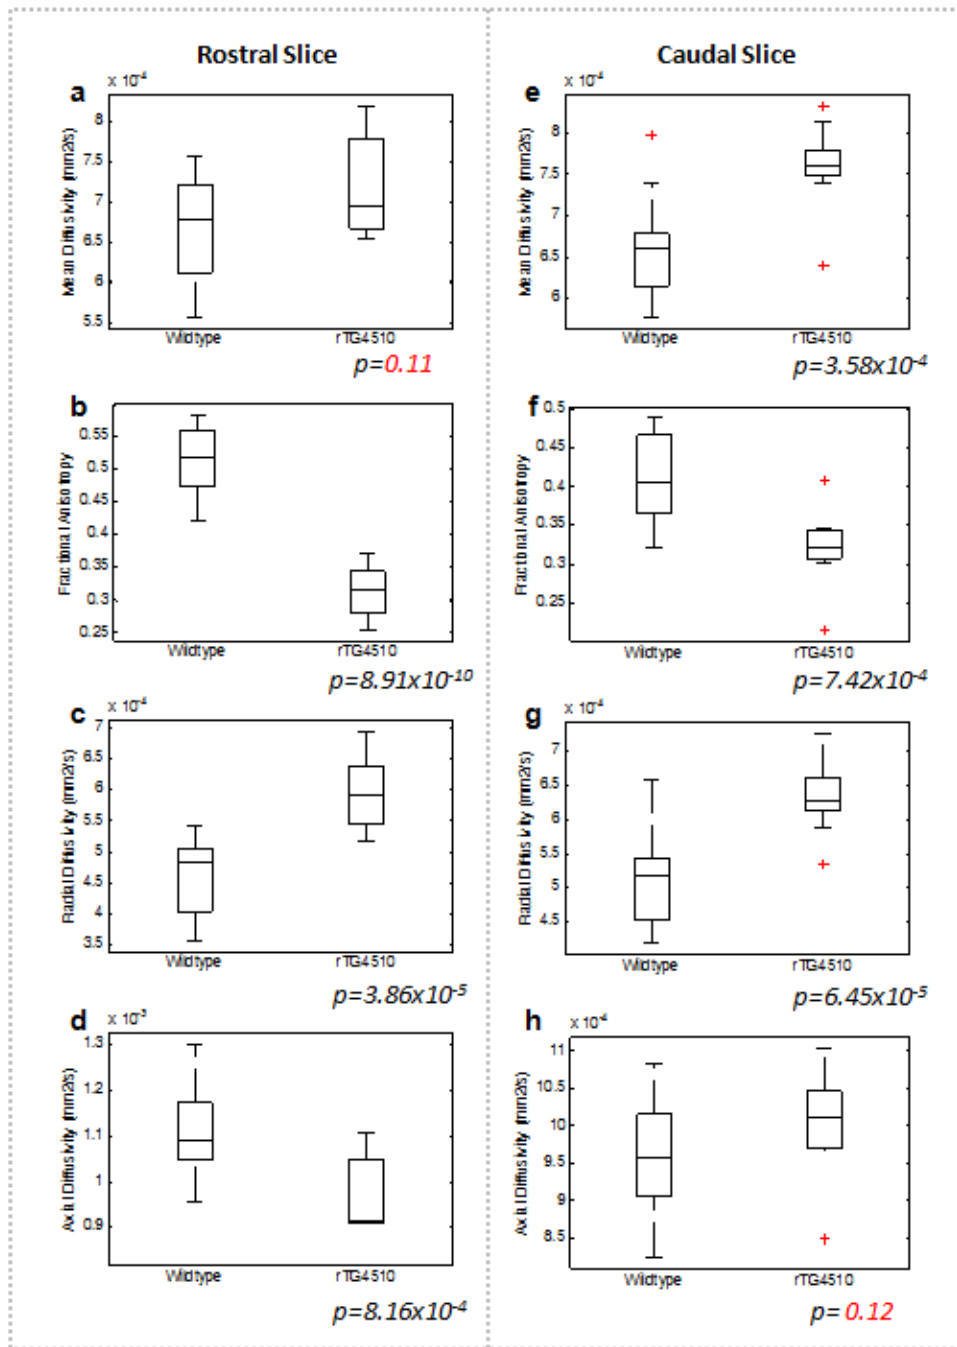 Rostral Slice
a
x 10⁻⁴
Mean Diffusivity (mm2/s)
8
7.5
7
6.5
6
5.5
Wildtype
rTG4510
p=0.11
b
Fractional Anisotropy
0.55
0.5
0.45
0.4
0.35
0.3
0.25
Wildtype
rTG4510
p=8.91x10⁻¹⁰
c
x 10⁻⁴
Radial Diffusivity (mm2/s)
7
6.5
6
5.5
5
4.5
4
3.5
Wildtype
rTG4510
p=3.86x10⁻⁵
d
x 10⁻³
Axial Diffusivity (mm2/s)
1.3
1.2
1.1
1
0.9
Wildtype
rTG4510
p=8.16x10⁻⁴
Caudal Slice
e
x 10⁻⁴
Mean Diffusivity (mm2/s)
8
7.5
7
6.5
6
Wildtype
rTG4510
p=3.58x10⁻⁴
f
Fractional Anisotropy
0.5
0.45
0.4
0.35
0.3
0.25
Wildtype
rTG4510
p=7.42x10⁻⁴
g
x 10⁻⁴
Radial Diffusivity (mm2/s)
7
6.5
6
5.5
5
4.5
Wildtype
rTG4510
p=6.45x10⁻⁵
h
x 10⁻⁴
Axial Diffusivity (mm2/s)
11
10.5
10
9.5
9
8.5
Wildtype
rTG4510
p= 0.12